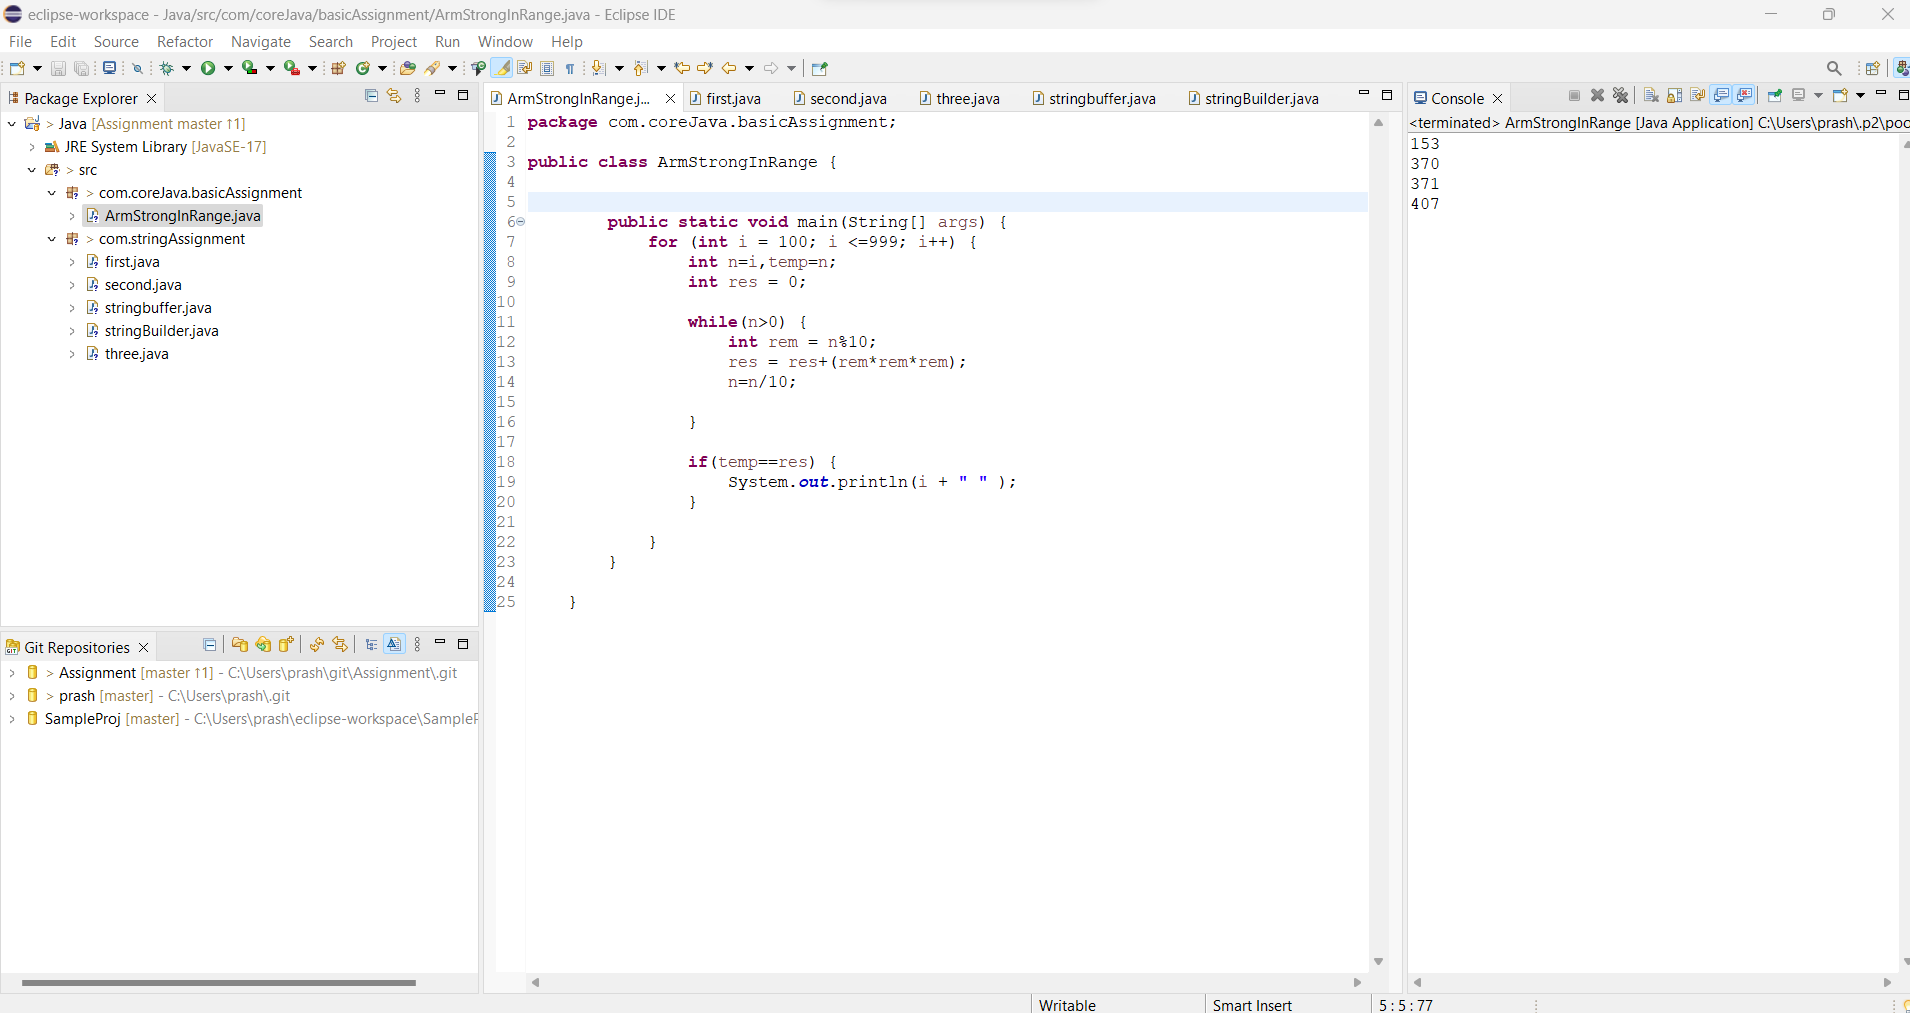 eclipse-workspace - Java/src/com/coreJava/basicAssignment/ArmStrongInRange.java - Eclipse IDE
File Edit Source Refactor Navigate Search Project Run Window Help
Package Explorer
> Java [Assignment master ↑1]
JRE System Library [JavaSE-17]
> src
> com.coreJava.basicAssignment
ArmStrongInRange.java
> com.stringAssignment
first.java
second.java
stringbuffer.java
stringBuilder.java
three.java
Git Repositories
> Assignment [master ↑1] - C:\Users\prash\git\Assignment\.git
> prash [master] - C:\Users\prash\.git
SampleProj [master] - C:\Users\prash\eclipse-workspace\SampleP
ArmStrongInRange.j... first.java second.java three.java stringbuffer.java stringBuilder.java
1 package com.coreJava.basicAssignment;
2
3 public class ArmStrongInRange {
4
5
6 public static void main(String[] args) {
7 for (int i = 100; i <=999; i++) {
8 int n=i,temp=n;
9 int res = 0;
10
11 while(n>0) {
12 int rem = n%10;
13 res = res+(rem*rem*rem);
14 n=n/10;
15
16 }
17
18 if(temp==res) {
19 System.out.println(i + " " );
20 }
21
22 }
23 }
24
25 }
Console
<terminated> ArmStrongInRange [Java Application] C:\Users\prash\.p2\poo
153
370
371
407
Writable Smart Insert 5 : 5 : 77